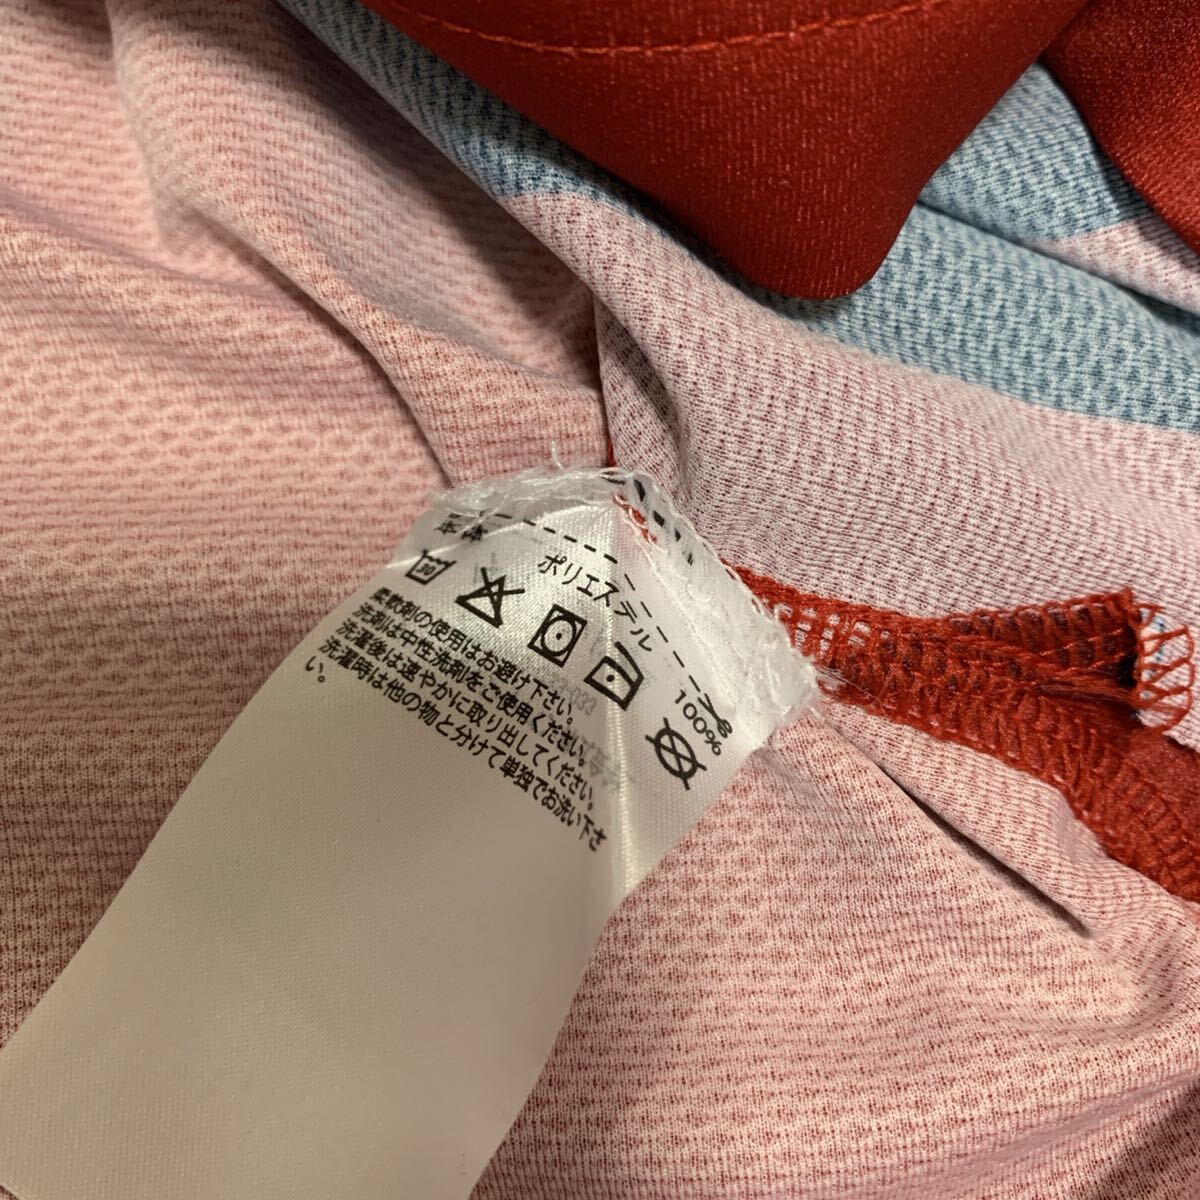 本体
ポリエステル
100%
30
柔軟剤の使用はお避け下さい。
洗剤は中性洗剤をご使用ください。
洗濯後は速やかに取り出してください。
洗濯時は他の物と分けて単独でお洗い下さ
い。